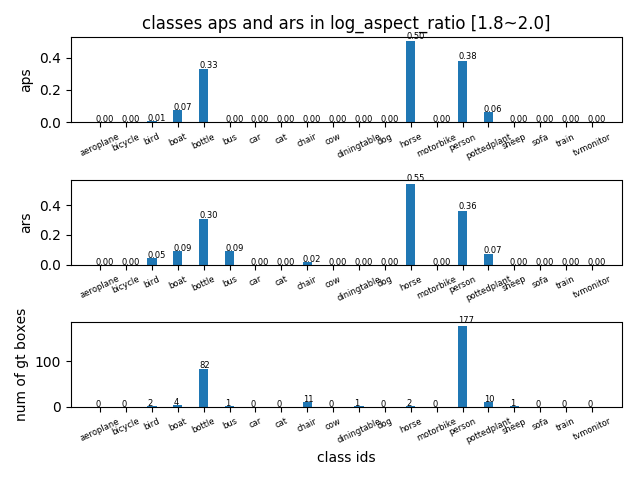 classes aps and ars in log_aspect_ratio [1.8~2.0]
aps
0.4
0.2
0.0
0.00 0.00 0.01 0.07 0.33 0.00 0.00 0.00 0.00 0.00 0.00 0.00 0.50 0.00 0.38 0.06 0.00 0.00 0.00 0.00
aeroplane bicycle bird boat bottle bus car cat chair cow diningtable dog horse motorbike person pottedplant sheep sofa train tvmonitor
ars
0.4
0.2
0.0
0.00 0.00 0.05 0.09 0.30 0.09 0.00 0.00 0.02 0.00 0.00 0.00 0.55 0.00 0.36 0.07 0.00 0.00 0.00 0.00
aeroplane bicycle bird boat bottle bus car cat chair cow diningtable dog horse motorbike person pottedplant sheep sofa train tvmonitor
num of gt boxes
100
0
0 0 2 4 82 1 0 0 11 0 1 0 2 0 177 10 1 0 0 0
aeroplane bicycle bird boat bottle bus car cat chair cow diningtable dog horse motorbike person pottedplant sheep sofa train tvmonitor
class ids